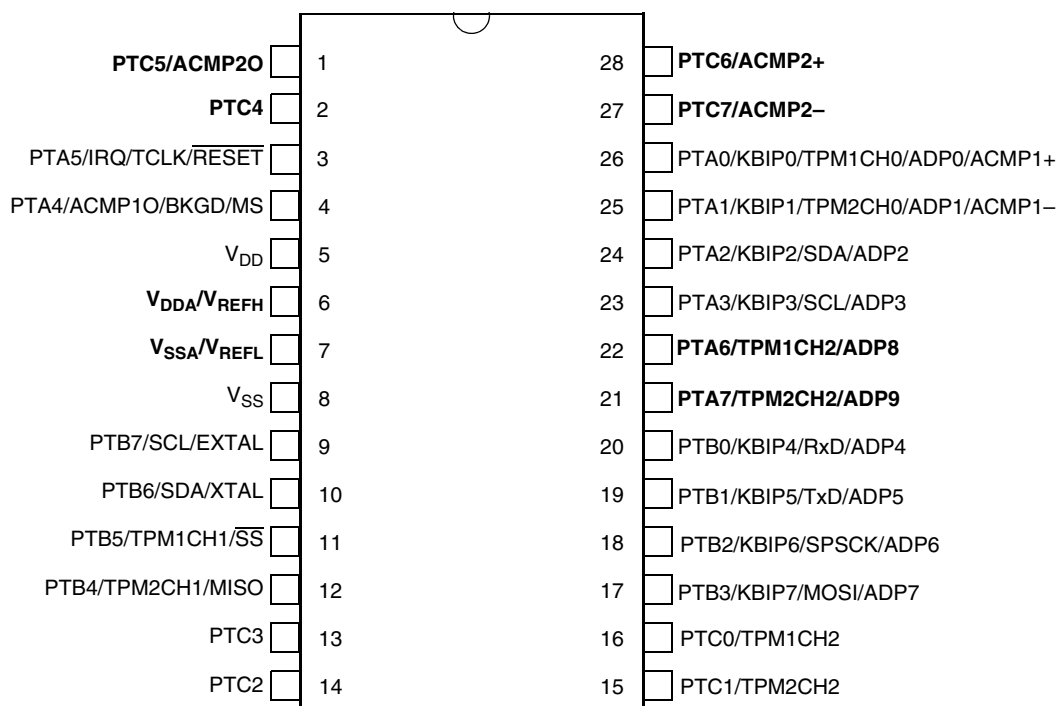 PTC5/ACMP2O 1 28 PTC6/ACMP2+
PTC4 2 27 PTC7/ACMP2–
PTA5/IRQ/TCLK/RESET 3 26 PTA0/KBIP0/TPM1CH0/ADP0/ACMP1+
PTA4/ACMP1O/BKGD/MS 4 25 PTA1/KBIP1/TPM2CH0/ADP1/ACMP1–
VDD 5 24 PTA2/KBIP2/SDA/ADP2
VDDA/VREFH 6 23 PTA3/KBIP3/SCL/ADP3
VSSA/VREFL 7 22 PTA6/TPM1CH2/ADP8
VSS 8 21 PTA7/TPM2CH2/ADP9
PTB7/SCL/EXTAL 9 20 PTB0/KBIP4/RxD/ADP4
PTB6/SDA/XTAL 10 19 PTB1/KBIP5/TxD/ADP5
PTB5/TPM1CH1/SS 11 18 PTB2/KBIP6/SPSCK/ADP6
PTB4/TPM2CH1/MISO 12 17 PTB3/KBIP7/MOSI/ADP7
PTC3 13 16 PTC0/TPM1CH2
PTC2 14 15 PTC1/TPM2CH2